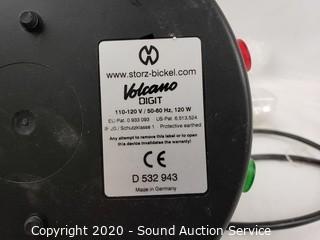 www.storz-bickel.com
Volcano
DIGIT
110-120 V / 50-60 Hz, 120 W
EU-Pat. 0 933 093 US-Pat. 6,513,524
Schutzklasse 1 Protective earthed
Any attempt to remove this label or to open
this device invalidates the warranty!
CE
D 532 943
Made in Germany
Copyright 2020 - Sound Auction Service